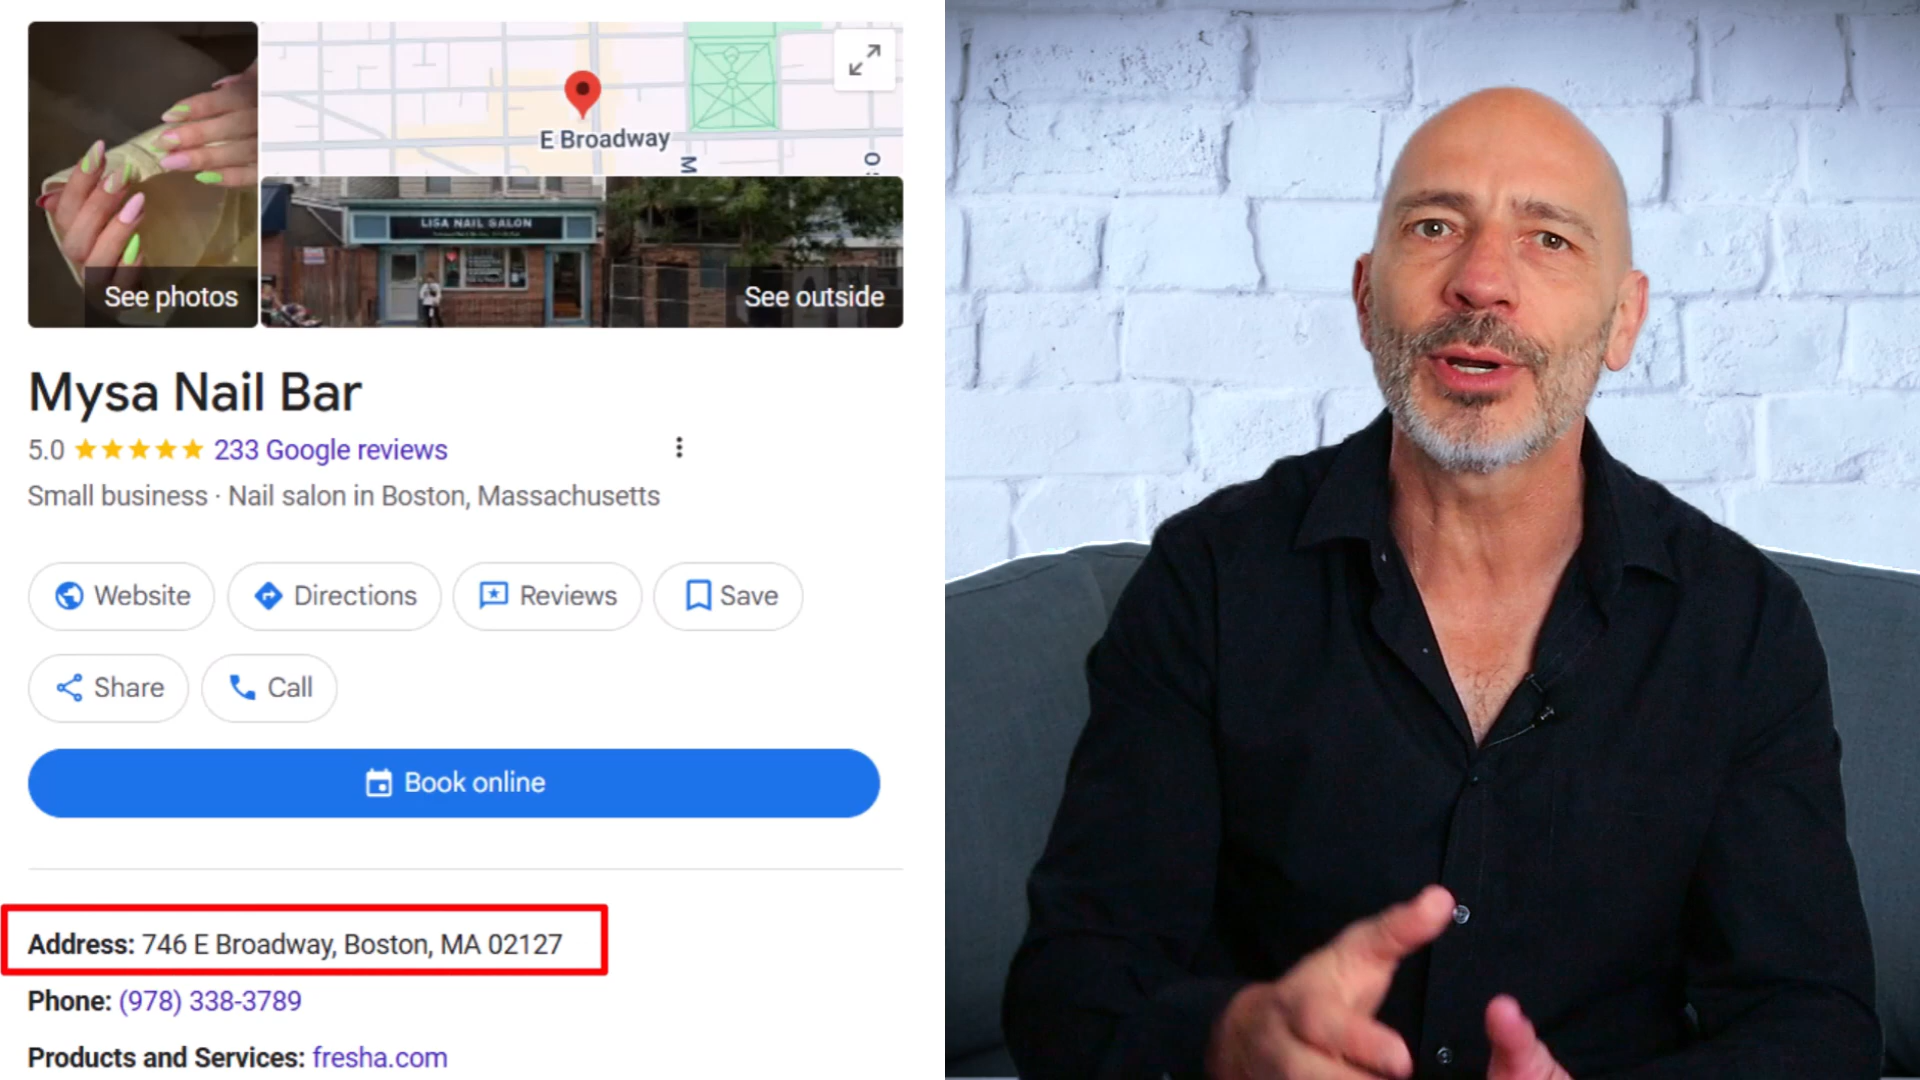 E Broadway
M
LISA NAIL SALON
See photos
See outside
Mysa Nail Bar
5.0 233 Google reviews
Small business · Nail salon in Boston, Massachusetts
Website
Directions
Reviews
Save
Share
Call
Book online
Address: 746 E Broadway, Boston, MA 02127
Phone: (978) 338-3789
Products and Services: fresha.com